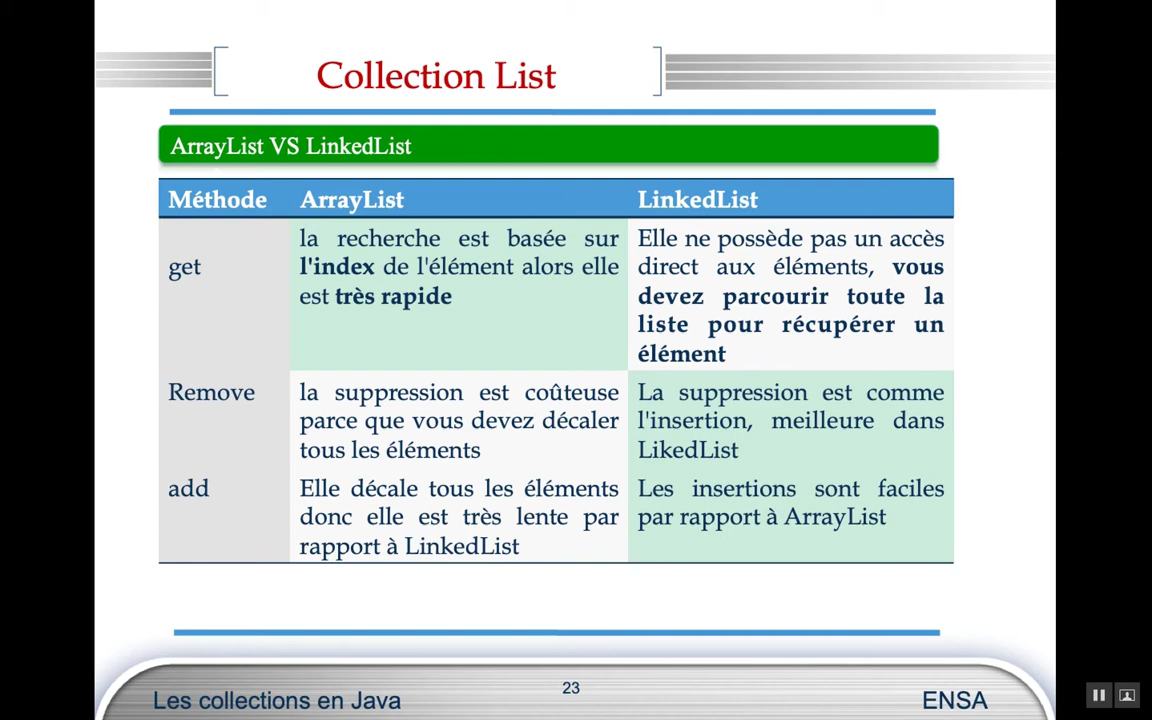 Collection List
ArrayList VS LinkedList
Méthode ArrayList LinkedList
get
la recherche est basée sur
l'index de l'élément alors elle
est très rapide
Elle ne possède pas un accès
direct aux éléments, vous
devez parcourir toute la
liste pour récupérer un
élément
Remove
la suppression est coûteuse
parce que vous devez décaler
tous les éléments
La suppression est comme
l'insertion, meilleure dans
LikedList
add
Elle décale tous les éléments
donc elle est très lente par
rapport à LinkedList
Les insertions sont faciles
par rapport à ArrayList
Les collections en Java
23
ENSA